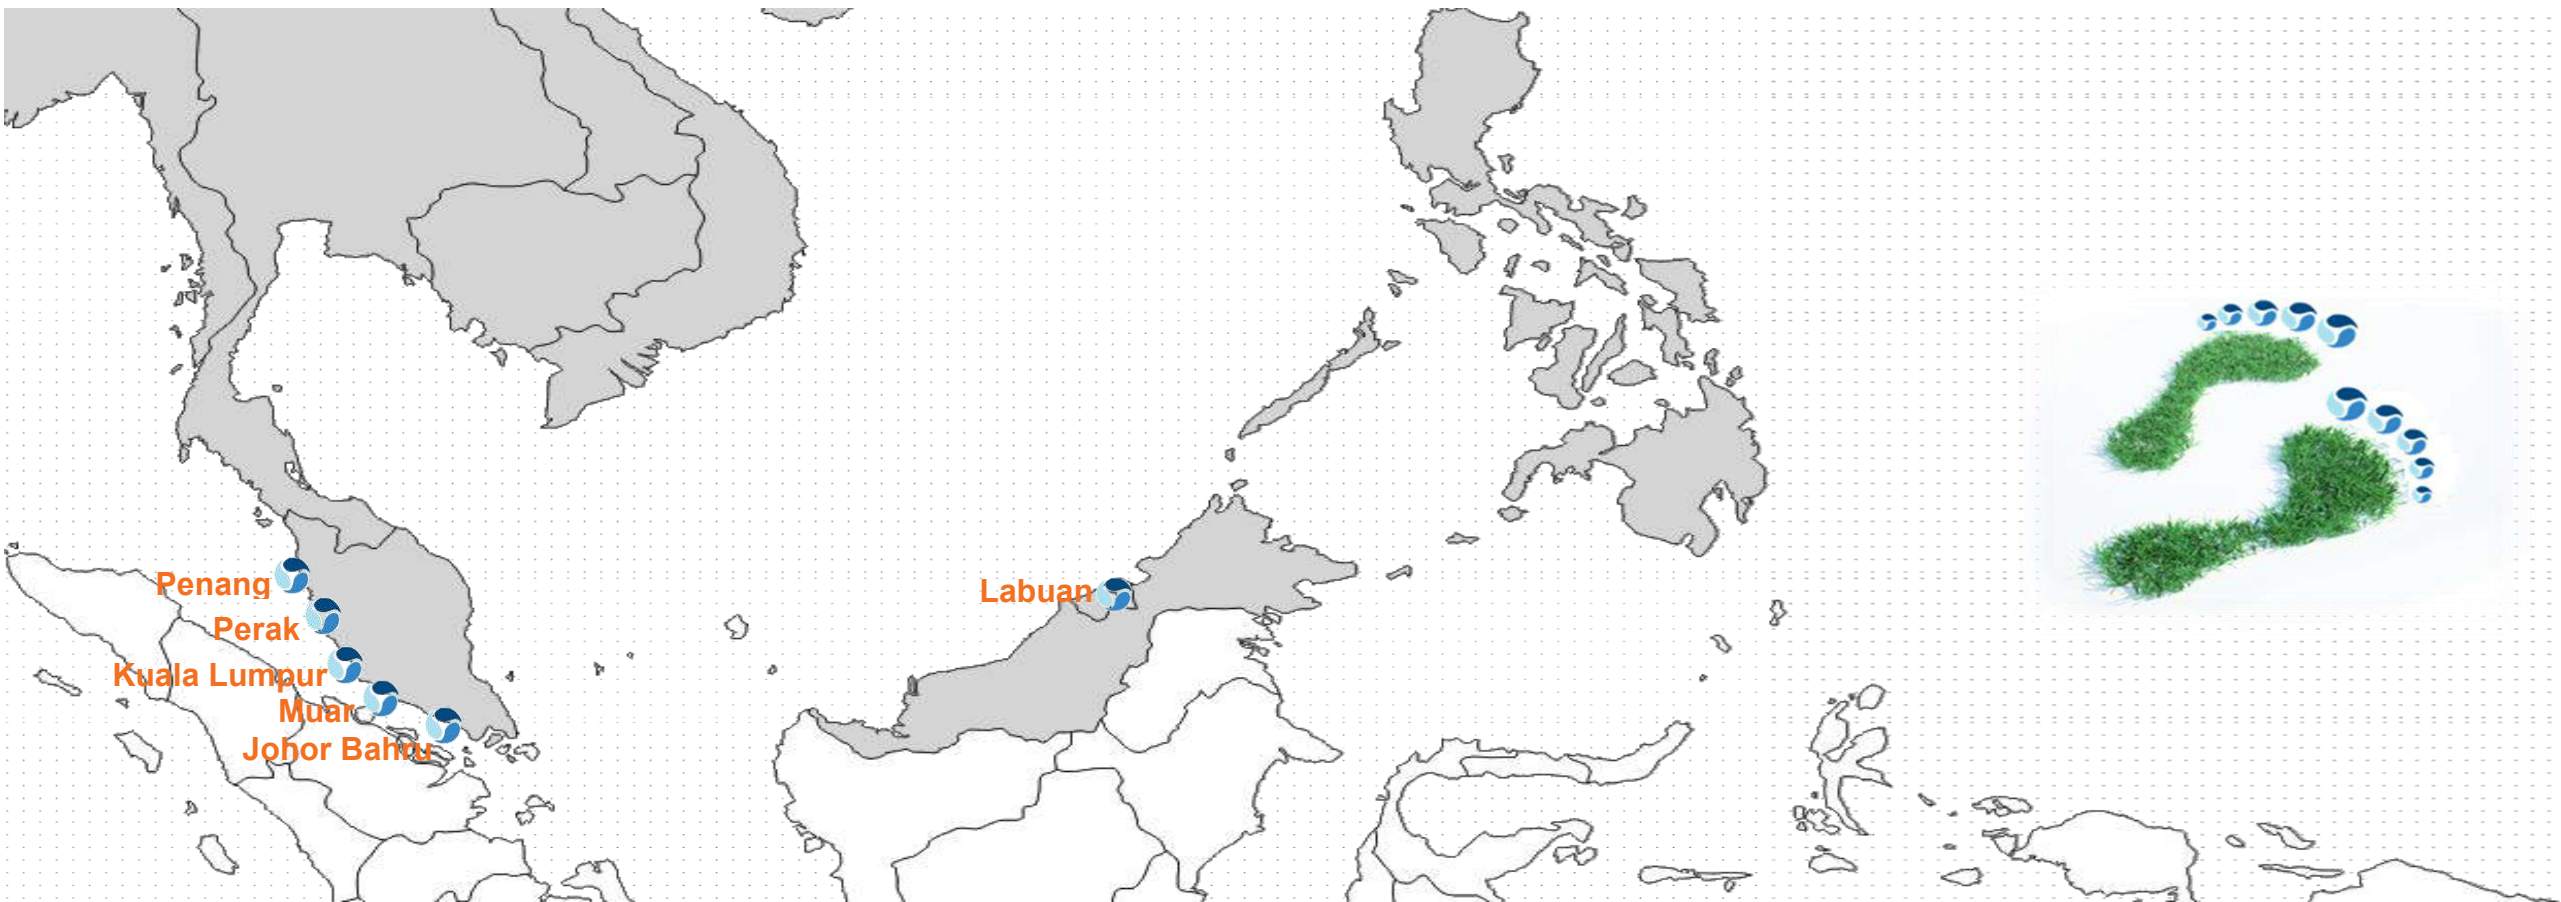 Penang
Perak
Kuala Lumpur
Muar
Johor Bahru
Labuan